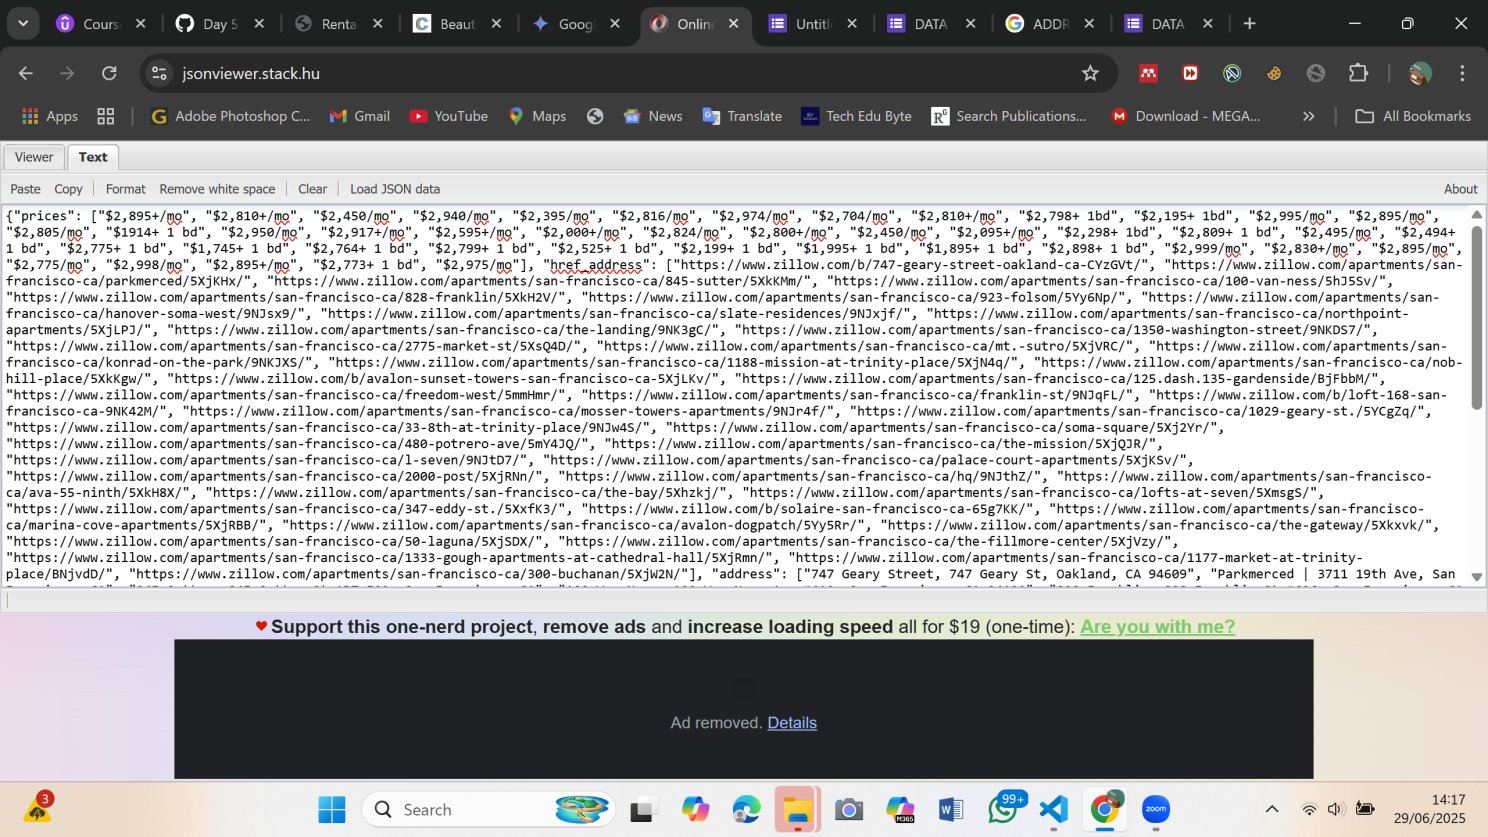 Cours
Day 5
Renta
Beaut
Goog
Onlin
Untitl
DATA
ADDR
DATA
jsonviewer.stack.hu
Apps
Adobe Photoshop C...
Gmail
YouTube
Maps
News
Translate
Tech Edu Byte
Search Publications...
Download - MEGA...
All Bookmarks
Viewer
Text
Paste Copy Format Remove white space Clear Load JSON data About
{"prices": ["$2,895+/mo", "$2,810+/mo", "$2,450/mo", "$2,940/mo", "$2,395/mo", "$2,816/mo", "$2,974/mo", "$2,704/mo", "$2,810+/mo", "$2,798+ 1bd", "$2,195+ 1bd", "$2,995/mo", "$2,895/mo",
"$2,805/mo", "$1914+ 1 bd", "$2,950/mo", "$2,917+/mo", "$2,595+/mo", "$2,000+/mo", "$2,824/mo", "$2,800+/mo", "$2,450/mo", "$2,095+/mo", "$2,298+ 1bd", "$2,809+ 1 bd", "$2,495/mo", "$2,494+
1 bd", "$2,775+ 1 bd", "$1,745+ 1 bd", "$2,764+ 1 bd", "$2,799+ 1 bd", "$2,525+ 1 bd", "$2,199+ 1 bd", "$1,995+ 1 bd", "$1,895+ 1 bd", "$2,898+ 1 bd", "$2,999/mo", "$2,830+/mo", "$2,895/mo",
"$2,775/mo", "$2,998/mo", "$2,895+/mo", "$2,773+ 1 bd", "$2,975/mo"], "href_address": ["https://www.zillow.com/b/747-geary-street-oakland-ca-CYzGVt/", "https://www.zillow.com/apartments/san-
francisco-ca/parkmerced/5XjKHx/", "https://www.zillow.com/apartments/san-francisco-ca/845-sutter/5XkKMm/", "https://www.zillow.com/apartments/san-francisco-ca/100-van-ness/5hJ5Sv/",
"https://www.zillow.com/apartments/san-francisco-ca/828-franklin/5XkH2V/", "https://www.zillow.com/apartments/san-francisco-ca/923-folsom/5Yy6Np/", "https://www.zillow.com/apartments/san-
francisco-ca/hanover-soma-west/9NJsx9/", "https://www.zillow.com/apartments/san-francisco-ca/slate-residences/9NJxjf/", "https://www.zillow.com/apartments/san-francisco-ca/northpoint-
apartments/5XjLPJ/", "https://www.zillow.com/apartments/san-francisco-ca/the-landing/9NK3gC/", "https://www.zillow.com/apartments/san-francisco-ca/1350-washington-street/9NKDS7/",
"https://www.zillow.com/apartments/san-francisco-ca/2775-market-st/5XsQ4D/", "https://www.zillow.com/apartments/san-francisco-ca/mt.-sutro/5XjVRC/", "https://www.zillow.com/apartments/san-
francisco-ca/konrad-on-the-park/9NKJXS/", "https://www.zillow.com/apartments/san-francisco-ca/1188-mission-at-trinity-place/5XjN4q/", "https://www.zillow.com/apartments/san-francisco-ca/nob-
hill-place/5XkKgw/", "https://www.zillow.com/b/avalon-sunset-towers-san-francisco-ca-5XjLKv/", "https://www.zillow.com/apartments/san-francisco-ca/125.dash.135-gardenside/BjFbbM/",
"https://www.zillow.com/apartments/san-francisco-ca/freedom-west/5mmHmr/", "https://www.zillow.com/apartments/san-francisco-ca/franklin-st/9NJqFL/", "https://www.zillow.com/b/loft-168-san-
francisco-ca-9NK42M/", "https://www.zillow.com/apartments/san-francisco-ca/mosser-towers-apartments/9NJr4f/", "https://www.zillow.com/apartments/san-francisco-ca/1029-geary-st./5YCgZq/",
"https://www.zillow.com/apartments/san-francisco-ca/33-8th-at-trinity-place/9NJw4S/", "https://www.zillow.com/apartments/san-francisco-ca/soma-square/5Xj2Yr/",
"https://www.zillow.com/apartments/san-francisco-ca/480-potrero-ave/5mY4JQ/", "https://www.zillow.com/apartments/san-francisco-ca/the-mission/5XjQJR/",
"https://www.zillow.com/apartments/san-francisco-ca/l-seven/9NJtD7/", "https://www.zillow.com/apartments/san-francisco-ca/palace-court-apartments/5XjKSv/",
"https://www.zillow.com/apartments/san-francisco-ca/2000-post/5XjRNn/", "https://www.zillow.com/apartments/san-francisco-ca/hq/9NJthZ/", "https://www.zillow.com/apartments/san-francisco-
ca/ava-55-ninth/5XkH8X/", "https://www.zillow.com/apartments/san-francisco-ca/the-bay/5Xhzkj/", "https://www.zillow.com/apartments/san-francisco-ca/lofts-at-seven/5XmsgS/",
"https://www.zillow.com/apartments/san-francisco-ca/347-eddy-st./5XxfK3/", "https://www.zillow.com/b/solaire-san-francisco-ca-65g7KK/", "https://www.zillow.com/apartments/san-francisco-
ca/marina-cove-apartments/5XjRBB/", "https://www.zillow.com/apartments/san-francisco-ca/avalon-dogpatch/5Yy5Rr/", "https://www.zillow.com/apartments/san-francisco-ca/the-gateway/5Xkxvk/",
"https://www.zillow.com/apartments/san-francisco-ca/50-laguna/5XjSDX/", "https://www.zillow.com/apartments/san-francisco-ca/the-fillmore-center/5XjVzy/",
"https://www.zillow.com/apartments/san-francisco-ca/1333-gough-apartments-at-cathedral-hall/5XjRmn/", "https://www.zillow.com/apartments/san-francisco-ca/1177-market-at-trinity-
place/BNjvdD/", "https://www.zillow.com/apartments/san-francisco-ca/300-buchanan/5XjW2N/"], "address": ["747 Geary Street, 747 Geary St, Oakland, CA 94609", "Parkmerced | 3711 19th Ave, San
Support this one-nerd project, remove ads and increase loading speed all for $19 (one-time): Are you with me?
Ad removed. Details
3
Search
M365
99+
zoom
14:17
29/06/2025